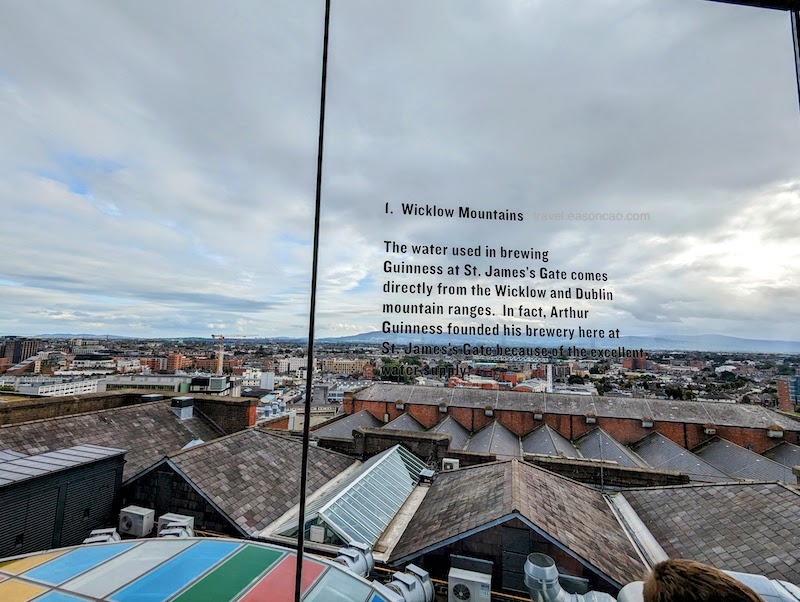 1. Wicklow Mountains
travel.easoncao.com
The water used in brewing
Guinness at St. James's Gate comes
directly from the Wicklow and Dublin
mountain ranges. In fact, Arthur
Guinness founded his brewery here at
St. James's Gate because of the excellent
water supply.